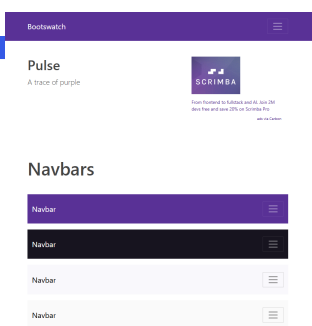 Bootswatch
Pulse
A trace of purple
SCRIMBA
From frontend to fullstack and AI. Join 2M
devs free and save 20% on Scrimba Pro
ads via Carbon
Navbars
Navbar
Navbar
Navbar
Navbar